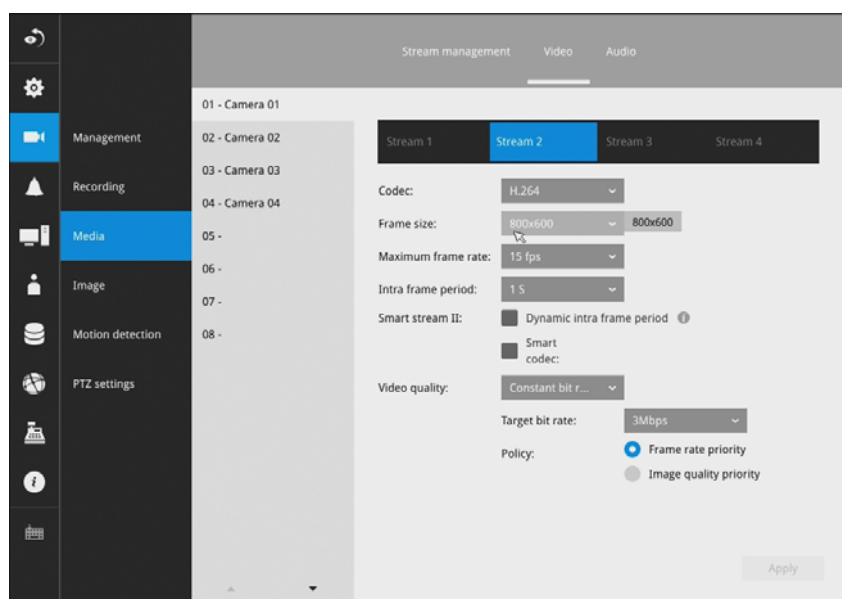 Stream management Video Audio
01 - Camera 01
Management
02 - Camera 02
03 - Camera 03
Recording
04 - Camera 04
Media
05 -
06 -
Image
07 -
Motion detection
08 -
PTZ settings
Stream 1 Stream 2 Stream 3 Stream 4
Codec: H.264
Frame size: 800x600 800x600
Maximum frame rate: 15 fps
Intra frame period: 1 S
Smart stream II: Dynamic intra frame period i
Smart
codec:
Video quality: Constant bit r...
Target bit rate: 3Mbps
Policy: Frame rate priority
Image quality priority
Apply